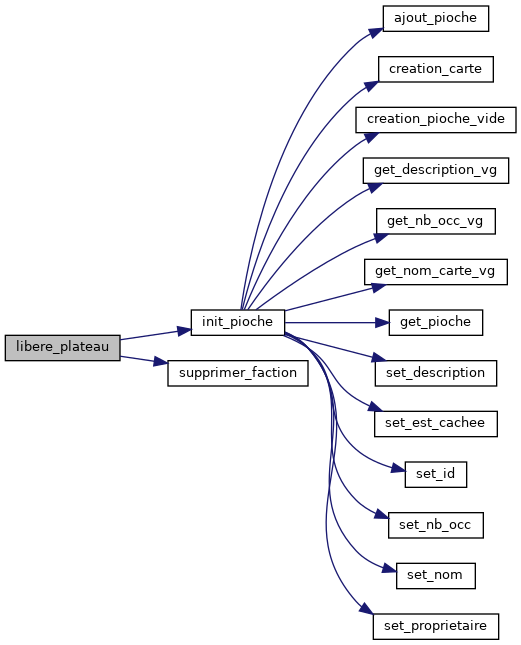 libere_plateau
init_pioche
supprimer_faction
ajout_pioche
creation_carte
creation_pioche_vide
get_description_vg
get_nb_occ_vg
get_nom_carte_vg
get_pioche
set_description
set_est_cachee
set_id
set_nb_occ
set_nom
set_proprietaire